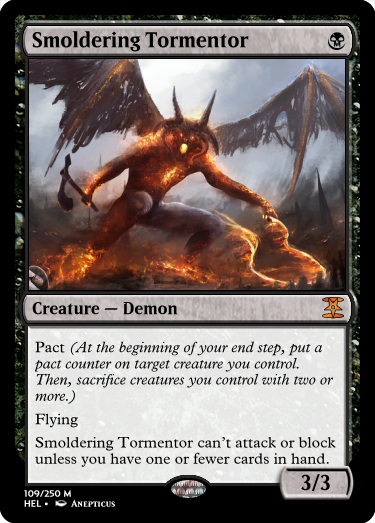 Smoldering Tormentor
Creature — Demon
Pact (At the beginning of your end step, put a
pact counter on target creature you control.
Then, sacrifice creatures you control with two or
more.)
Flying
Smoldering Tormentor can't attack or block
unless you have one or fewer cards in hand.
3/3
109/250 M
HEL • Anepticus